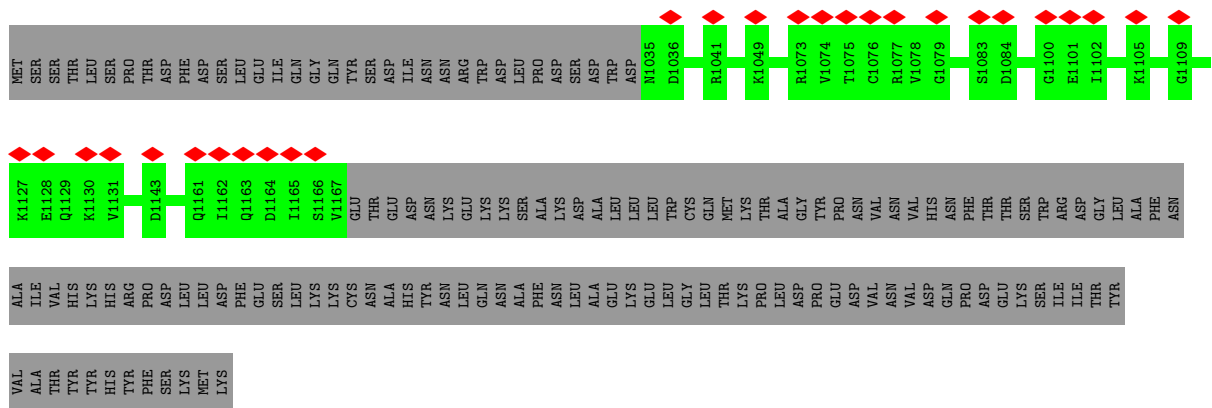 MET SER SER THR LEU SER PRO THR ASP PHE ASP SER LEU GLU ILE GLN GLY GLN TYR SER ASP ILE ASN ASN ARG TRP ASP LEU PRO ASP SER ASP TRP ASP N1035 D1036 R1041 K1049 R1073 V1074 T1075 C1076 R1077 V1078 G1079 S1083 D1084 G1100 E1101 I1102 K1105 G1109
K1127 E1128 Q1129 K1130 V1131 D1143 Q1161 I1162 Q1163 D1164 I1165 S1166 V1167 GLU THR GLU ASP ASN LYS GLU LYS LYS SER ALA LYS ASP ALA LEU LEU LEU TRP CYS GLN MET LYS THR ALA GLY TYR PRO ASN VAL ASN VAL HIS ASN PHE THR THR SER TRP ARG ASP GLY LEU ALA PHE ASN
ALA ILE VAL HIS LYS HIS ARG PRO ASP LEU LEU ASP PHE GLU SER LEU LYS LYS CYS ASN ALA HIS TYR ASN LEU GLN ASN ALA PHE ASN LEU ALA GLU LYS GLU LEU GLY LEU THR LYS PRO LEU ASP PRO GLU ASP VAL ASN VAL ASP GLN PRO ASP GLU LYS SER ILE ILE THR TYR
VAL ALA THR TYR TYR HIS TYR PHE SER LYS MET LYS